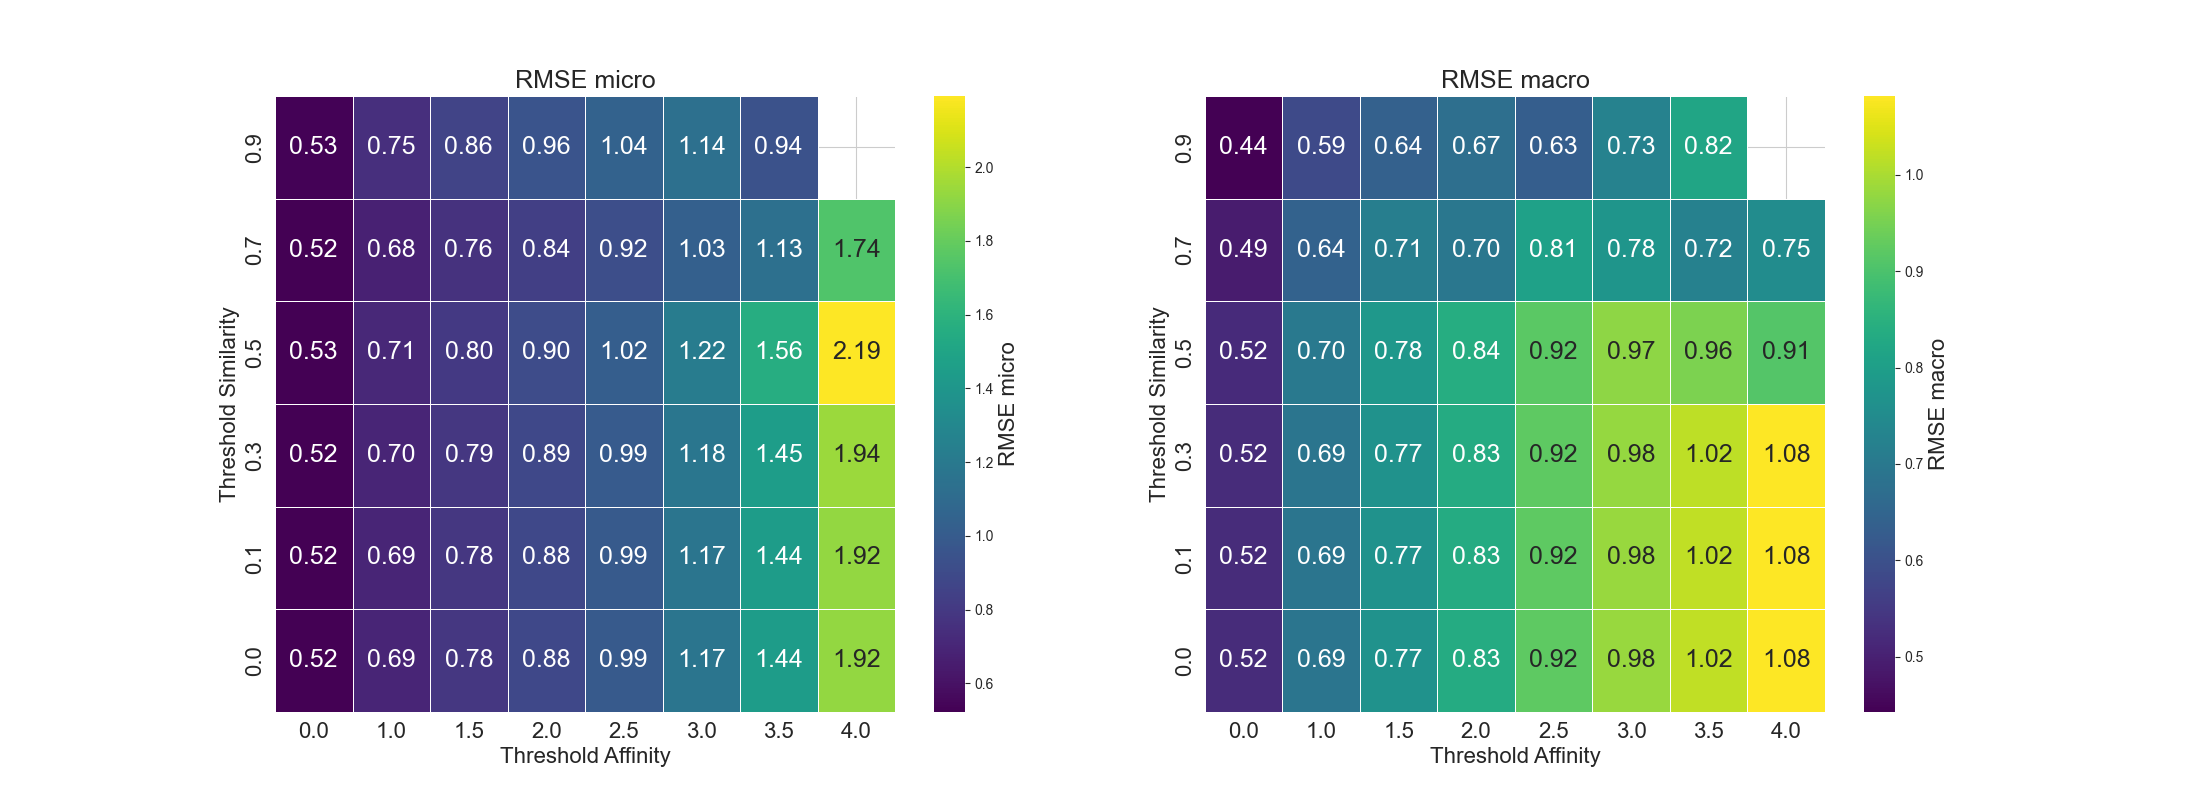 RMSE micro
0.9 0.53 0.75 0.86 0.96 1.04 1.14 0.94
0.7 0.52 0.68 0.76 0.84 0.92 1.03 1.13 1.74
0.5 0.53 0.71 0.80 0.90 1.02 1.22 1.56 2.19
0.3 0.52 0.70 0.79 0.89 0.99 1.18 1.45 1.94
0.1 0.52 0.69 0.78 0.88 0.99 1.17 1.44 1.92
0.0 0.52 0.69 0.78 0.88 0.99 1.17 1.44 1.92
0.0 1.0 1.5 2.0 2.5 3.0 3.5 4.0
Threshold Affinity
Threshold Similarity
2.0
1.8
1.6
1.4
1.2
1.0
0.8
0.6
RMSE micro
RMSE macro
0.9 0.44 0.59 0.64 0.67 0.63 0.73 0.82
0.7 0.49 0.64 0.71 0.70 0.81 0.78 0.72 0.75
0.5 0.52 0.70 0.78 0.84 0.92 0.97 0.96 0.91
0.3 0.52 0.69 0.77 0.83 0.92 0.98 1.02 1.08
0.1 0.52 0.69 0.77 0.83 0.92 0.98 1.02 1.08
0.0 0.52 0.69 0.77 0.83 0.92 0.98 1.02 1.08
0.0 1.0 1.5 2.0 2.5 3.0 3.5 4.0
Threshold Affinity
Threshold Similarity
1.0
0.9
0.8
0.7
0.6
0.5
RMSE macro